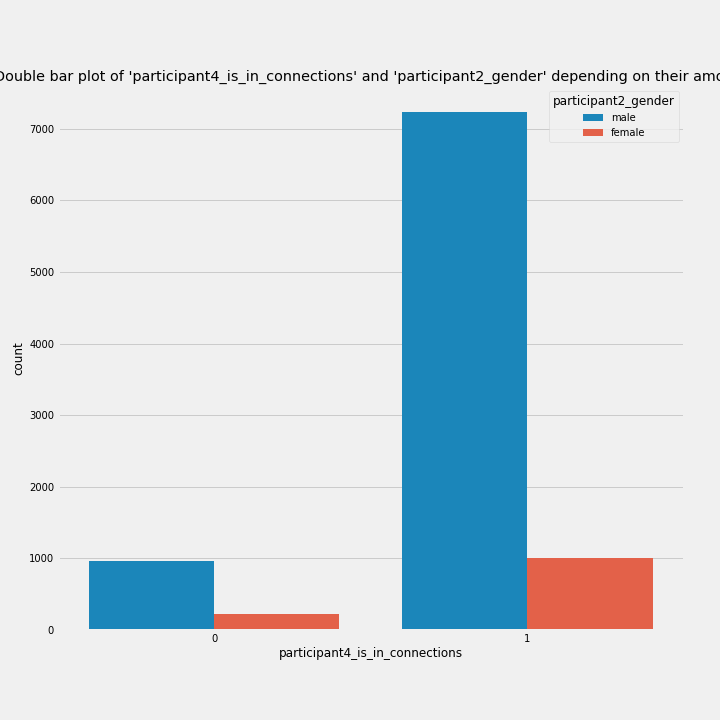 Double bar plot of 'participant4_is_in_connections' and 'participant2_gender' depending on their
participant2_gender
male
female
7000
6000
5000
4000
3000
2000
1000
0
count
0
1
participant4_is_in_connections